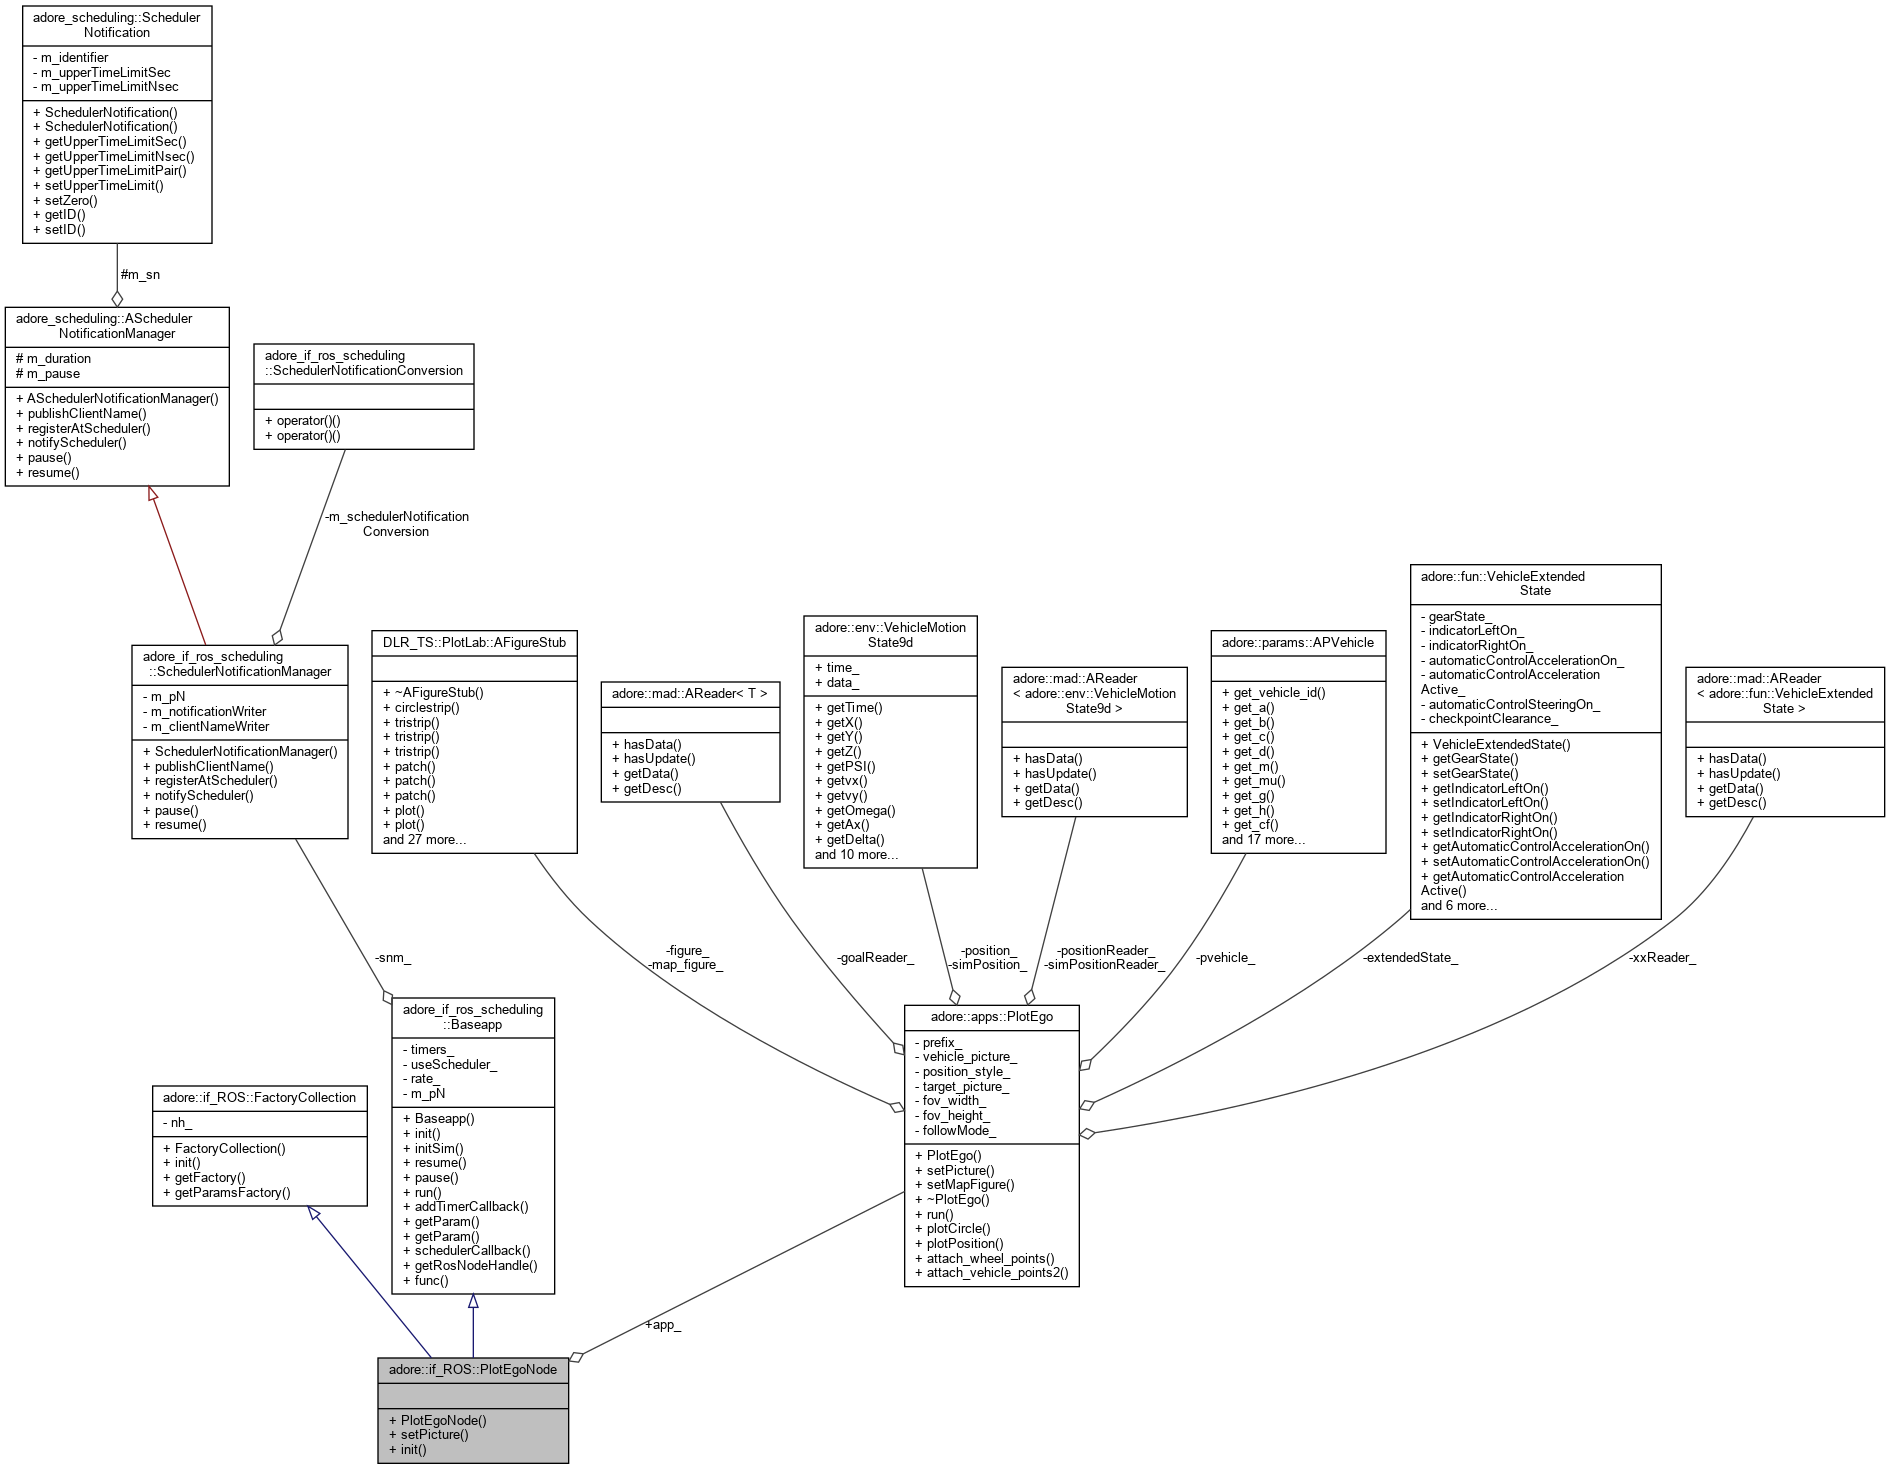 adore_scheduling::Scheduler
Notification
- m_identifier
- m_upperTimeLimitSec
- m_upperTimeLimitNsec
+ SchedulerNotification()
+ SchedulerNotification()
+ getUpperTimeLimitSec()
+ getUpperTimeLimitNsec()
+ getUpperTimeLimitPair()
+ setUpperTimeLimit()
+ setZero()
+ getID()
+ setID()
#m_sn
adore_scheduling::AScheduler
NotificationManager
# m_duration
# m_pause
+ ASchedulerNotificationManager()
+ publishClientName()
+ registerAtScheduler()
+ notifyScheduler()
+ pause()
+ resume()
adore_if_ros_scheduling
::SchedulerNotificationConversion
+ operator()()
+ operator()()
-m_schedulerNotification
Conversion
adore_if_ros_scheduling
::SchedulerNotificationManager
- m_pN
- m_notificationWriter
- m_clientNameWriter
+ SchedulerNotificationManager()
+ publishClientName()
+ registerAtScheduler()
+ notifyScheduler()
+ pause()
+ resume()
DLR_TS::PlotLab::AFigureStub
+ ~AFigureStub()
+ circlestrip()
+ tristrip()
+ tristrip()
+ tristrip()
+ patch()
+ patch()
+ patch()
+ plot()
+ plot()
and 27 more...
adore::mad::AReader< T >
+ hasData()
+ hasUpdate()
+ getData()
+ getDesc()
adore::env::VehicleMotion
State9d
+ time_
+ data_
+ getTime()
+ getX()
+ getY()
+ getZ()
+ getPSI()
+ getvx()
+ getvy()
+ getOmega()
+ getAx()
+ getDelta()
and 10 more...
adore::mad::AReader
< adore::env::VehicleMotion
State9d >
+ hasData()
+ hasUpdate()
+ getData()
+ getDesc()
adore::params::APVehicle
+ get_vehicle_id()
+ get_a()
+ get_b()
+ get_c()
+ get_d()
+ get_m()
+ get_mu()
+ get_g()
+ get_h()
+ get_cf()
and 17 more...
adore::fun::VehicleExtended
State
- gearState_
- indicatorLeftOn_
- indicatorRightOn_
- automaticControlAccelerationOn_
- automaticControlAcceleration
Active_
- automaticControlSteeringOn_
- checkpointClearance_
+ VehicleExtendedState()
+ getGearState()
+ setGearState()
+ getIndicatorLeftOn()
+ setIndicatorLeftOn()
+ getIndicatorRightOn()
+ setIndicatorRightOn()
+ getAutomaticControlAccelerationOn()
+ setAutomaticControlAccelerationOn()
+ getAutomaticControlAcceleration
Active()
and 6 more...
adore::mad::AReader
< adore::fun::VehicleExtended
State >
+ hasData()
+ hasUpdate()
+ getData()
+ getDesc()
-snm_
-figure_
-map_figure_
-goalReader_
-position_
-simPosition_
-positionReader_
-simPositionReader_
-pvehicle_
-extendedState_
-xxReader_
adore_if_ros_scheduling
::Baseapp
- timers_
- useScheduler_
- rate_
- m_pN
+ Baseapp()
+ init()
+ initSim()
+ resume()
+ pause()
+ run()
+ addTimerCallback()
+ getParam()
+ getParam()
+ schedulerCallback()
+ getRosNodeHandle()
+ func()
adore::apps::PlotEgo
- prefix_
- vehicle_picture_
- position_style_
- target_picture_
- fov_width_
- fov_height_
- followMode_
+ PlotEgo()
+ setPicture()
+ setMapFigure()
+ ~PlotEgo()
+ run()
+ plotCircle()
+ plotPosition()
+ attach_wheel_points()
+ attach_vehicle_points2()
adore::if_ROS::FactoryCollection
- nh_
+ FactoryCollection()
+ init()
+ getFactory()
+ getParamsFactory()
+app_
adore::if_ROS::PlotEgoNode
+ PlotEgoNode()
+ setPicture()
+ init()